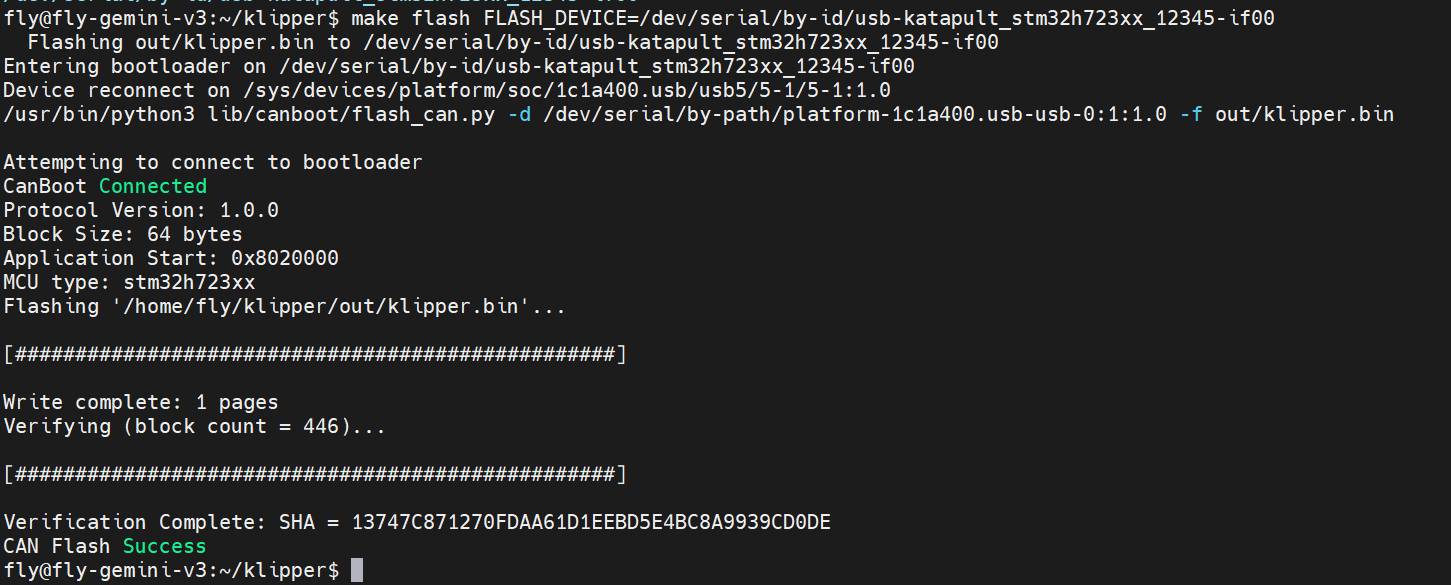 fly@fly-gemini-v3:~/klipper$ make flash FLASH_DEVICE=/dev/serial/by-id/usb-katapult_stm32h723xx_12345-if00
  Flashing out/klipper.bin to /dev/serial/by-id/usb-katapult_stm32h723xx_12345-if00
Entering bootloader on /dev/serial/by-id/usb-katapult_stm32h723xx_12345-if00
Device reconnect on /sys/devices/platform/soc/1c1a400.usb/usb5/5-1/5-1:1.0
/usr/bin/python3 lib/canboot/flash_can.py -d /dev/serial/by-path/platform-1c1a400.usb-usb-0:1:1.0 -f out/klipper.bin

Attempting to connect to bootloader
CanBoot Connected
Protocol Version: 1.0.0
Block Size: 64 bytes
Application Start: 0x8020000
MCU type: stm32h723xx
Flashing '/home/fly/klipper/out/klipper.bin'...

[##################################################]

Write complete: 1 pages
Verifying (block count = 446)...

[##################################################]

Verification Complete: SHA = 13747C871270FDAA61D1EEBD5E4BC8A9939CD0DE
CAN Flash Success
fly@fly-gemini-v3:~/klipper$